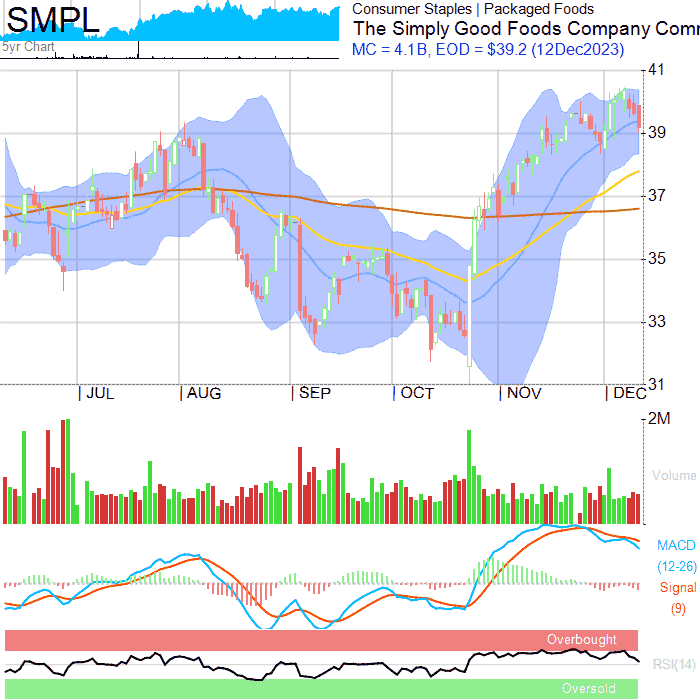 SMPL
Consumer Staples | Packaged Foods
The Simply Good Foods Company Comm
MC = 4.1B, EOD = $39.2 (12Dec2023)
5yr Chart
41
39
37
35
33
31
| JUL | AUG | SEP | OCT | NOV | DEC
2M
Volume
MACD
(12-26)
Signal
(9)
Overbought
RSI(14)
Oversold